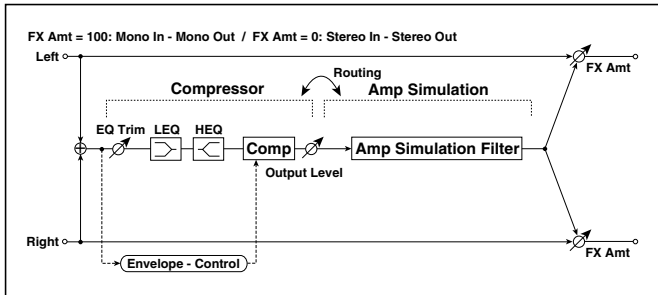 FX Amt = 100: Mono In - Mono Out / FX Amt = 0: Stereo In - Stereo Out
Left
FX Amt
Routing
Compressor
Amp Simulation
EQ Trim
LEQ
HEQ
Comp
Output Level
Amp Simulation Filter
Right
FX Amt
Envelope - Control